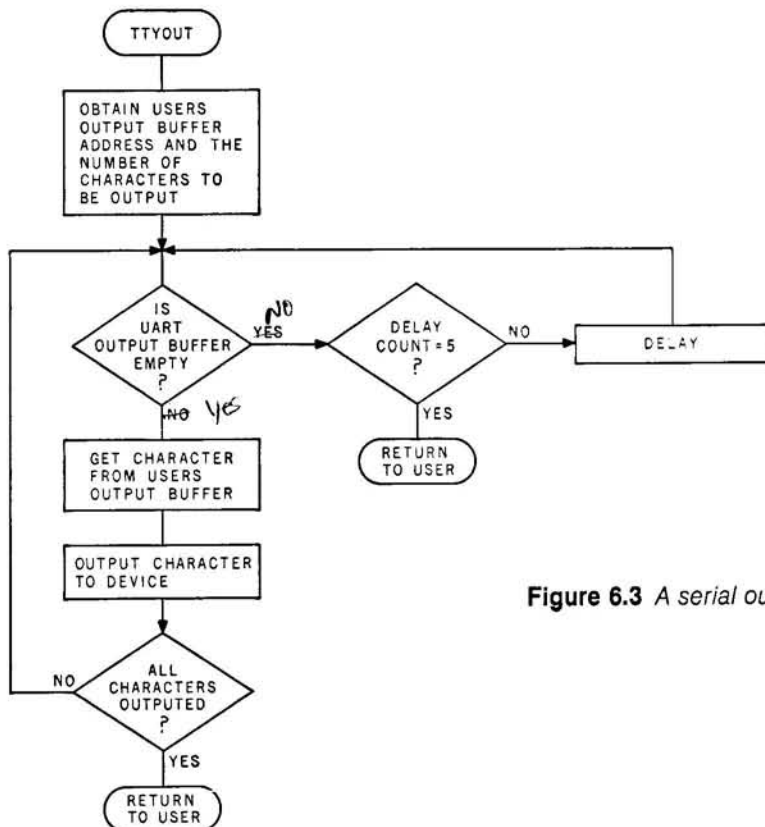 TTYOUT
OBTAIN USERS
OUTPUT BUFFER
ADDRESS AND THE
NUMBER OF
CHARACTERS TO
BE OUTPUT
IS
UART
OUTPUT BUFFER
EMPTY
?
NO
YES
DELAY
COUNT = 5
?
NO
DELAY
NO Yes
YES
RETURN
TO USER
GET CHARACTER
FROM USERS
OUTPUT BUFFER
OUTPUT CHARACTER
TO DEVICE
Figure 6.3 A serial ou
ALL
CHARACTERS
OUTPUTED
?
NO
YES
RETURN
TO USER